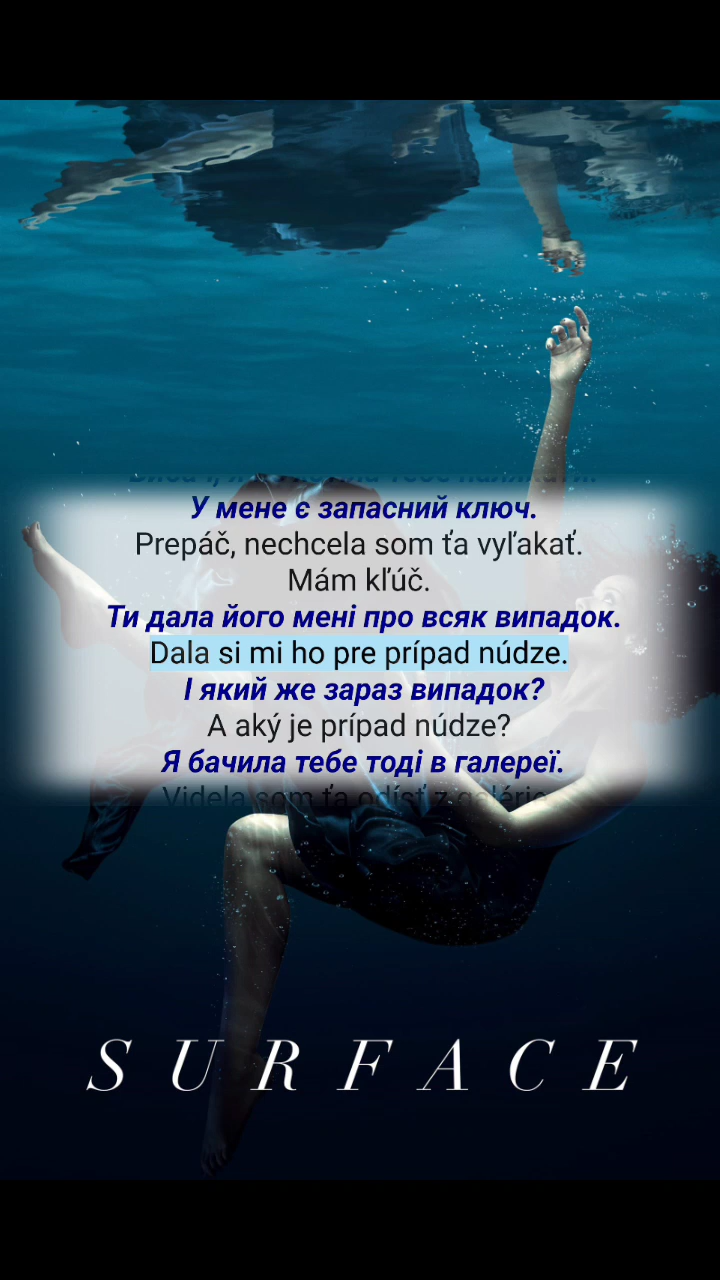 У мене є запасний ключ.
Prepáč, nechcela som ťa vyľakať.
Mám kľúč.
Ти дала його мені про всяк випадок.
Dala si mi ho pre prípad núdze.
І який же зараз випадок?
A aký je prípad núdze?
Я бачила тебе тоді в галереї.
Videla som ťa odísť z galérie
SURFACE